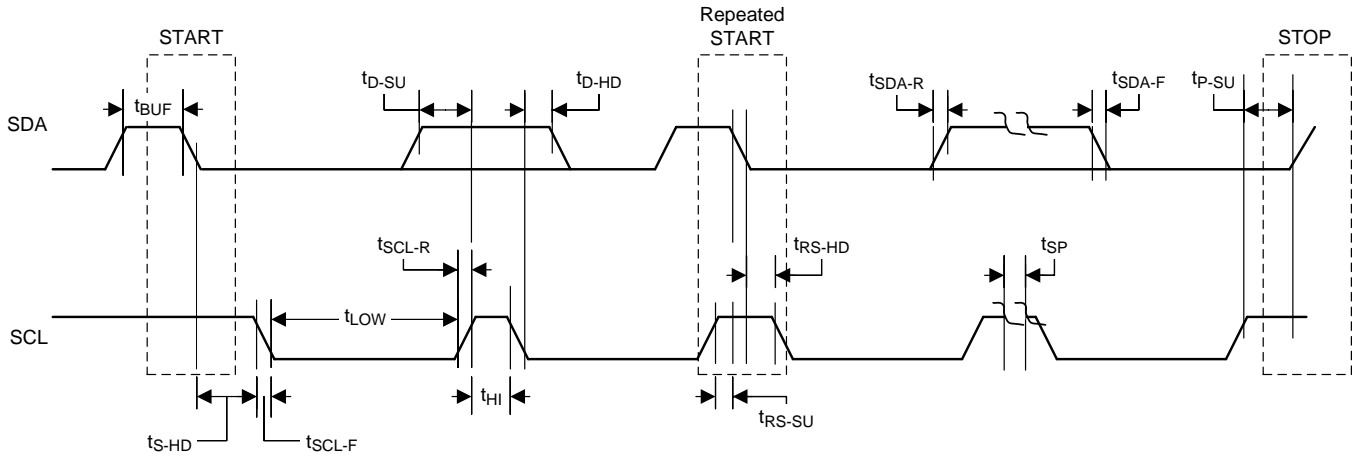 START
Repeated
START
STOP
tD-SU
tD-HD
tSDA-R
tSDA-F
tP-SU
tBUF
SDA
tSCL-R
tRS-HD
tSP
tLOW
SCL
tHI
tRS-SU
tS-HD
tSCL-F